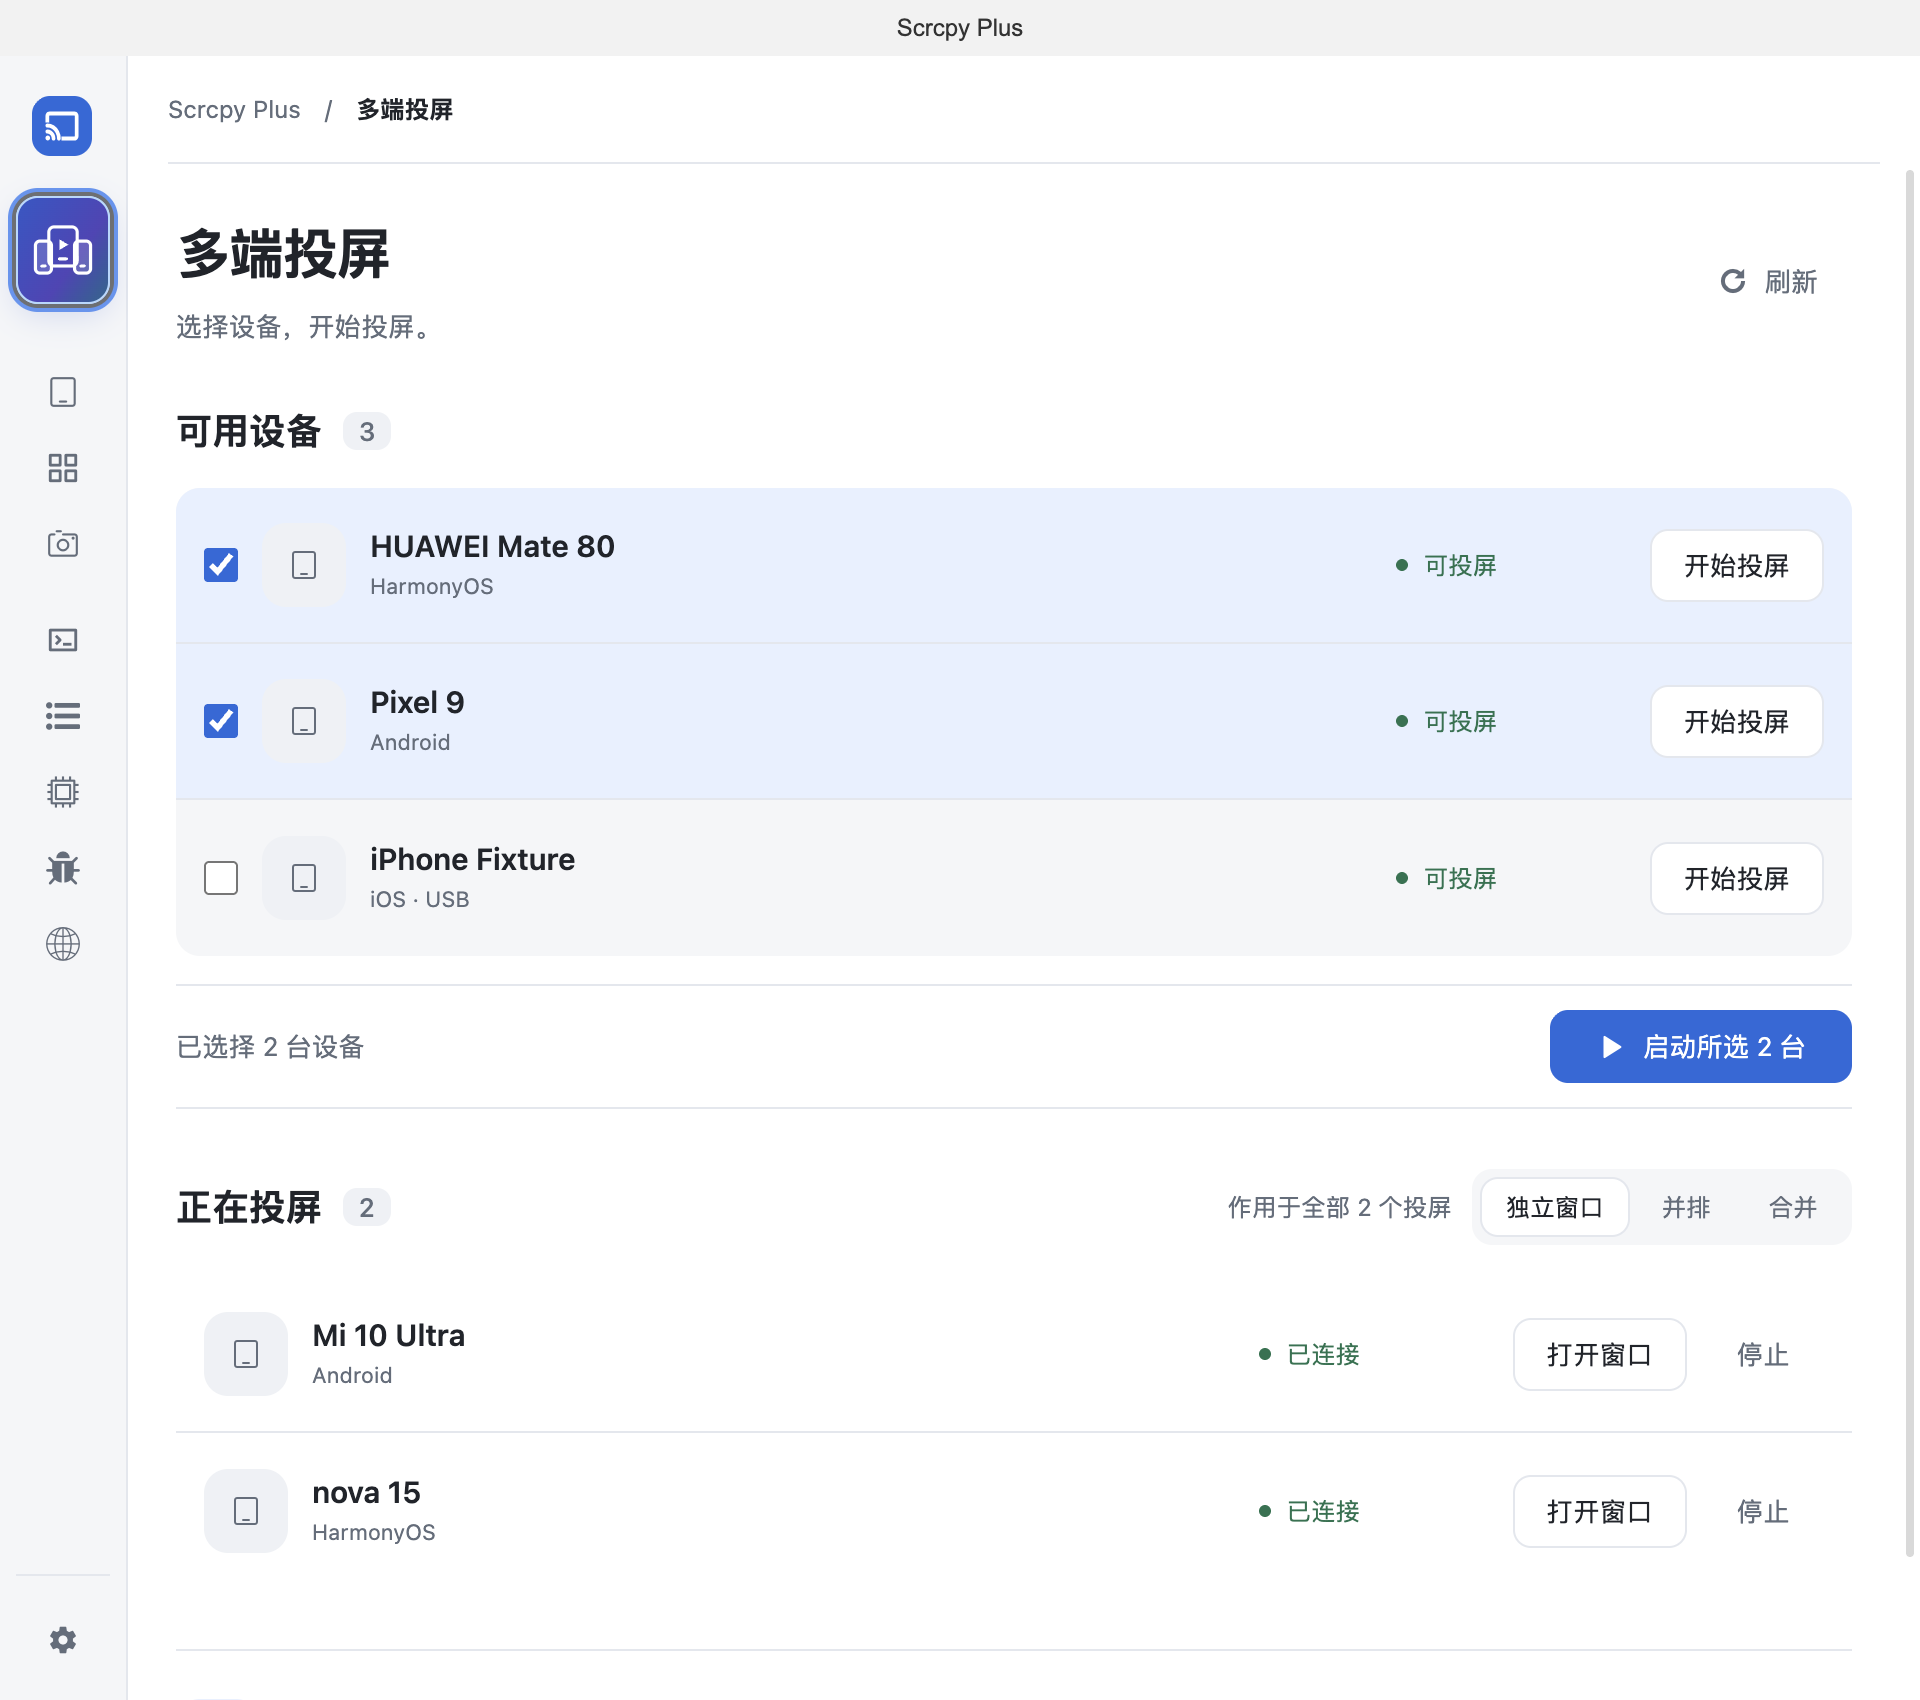 Scrcpy Plus
Scrcpy Plus / 多端投屏
多端投屏
选择设备，开始投屏。
刷新
可用设备 3
HUAWEI Mate 80
HarmonyOS
可投屏
开始投屏
Pixel 9
Android
可投屏
开始投屏
iPhone Fixture
iOS · USB
可投屏
开始投屏
已选择 2 台设备
启动所选 2 台
正在投屏 2
作用于全部 2 个投屏
独立窗口
并排
合并
Mi 10 Ultra
Android
已连接
打开窗口
停止
nova 15
HarmonyOS
已连接
打开窗口
停止